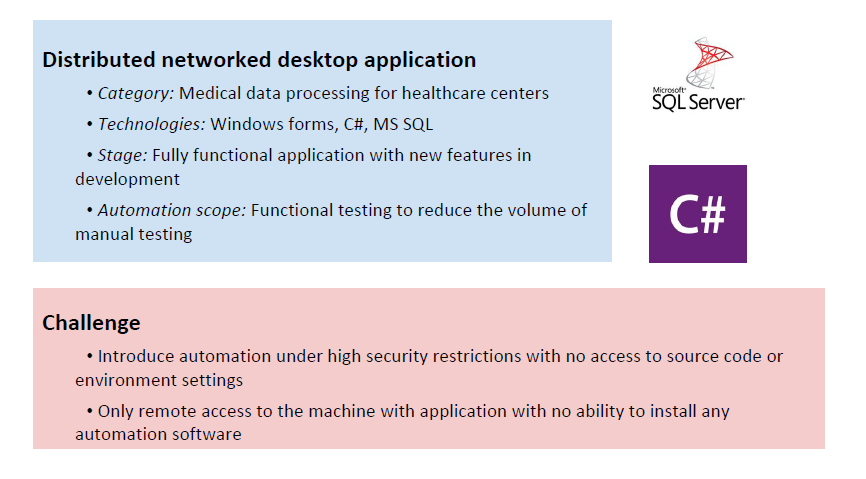 Distributed networked desktop application
• Category: Medical data processing for healthcare centers
• Technologies: Windows forms, C#, MS SQL
• Stage: Fully functional application with new features in
development
• Automation scope: Functional testing to reduce the volume of
manual testing
Microsoft®
SQL Server®
C#
Challenge
• Introduce automation under high security restrictions with no access to source code or
environment settings
• Only remote access to the machine with application with no ability to install any
automation software